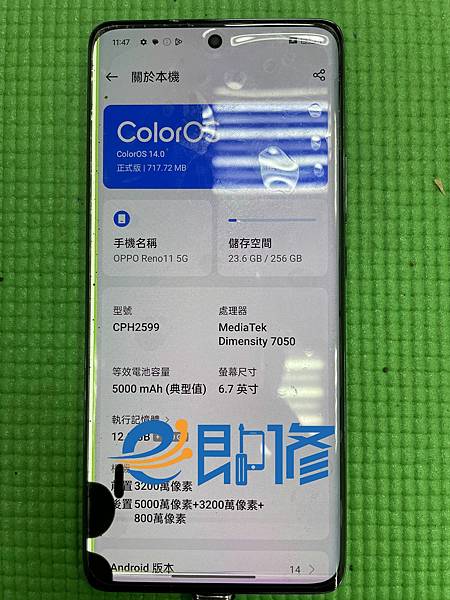 11:47
關於本機
ColorOS
ColorOS 14.0
正式版 | 717.72 MB
手機名稱
OPPO Reno11 5G
儲存空間
23.6 GB / 256 GB
型號
CPH2599
處理器
MediaTek
Dimensity 7050
等效電池容量
5000 mAh (典型值)
螢幕尺寸
6.7 英寸
執行記憶體
即修
置 3200萬像素
後置 5000萬像素+3200萬像素+
800萬像素
Android 版本
14